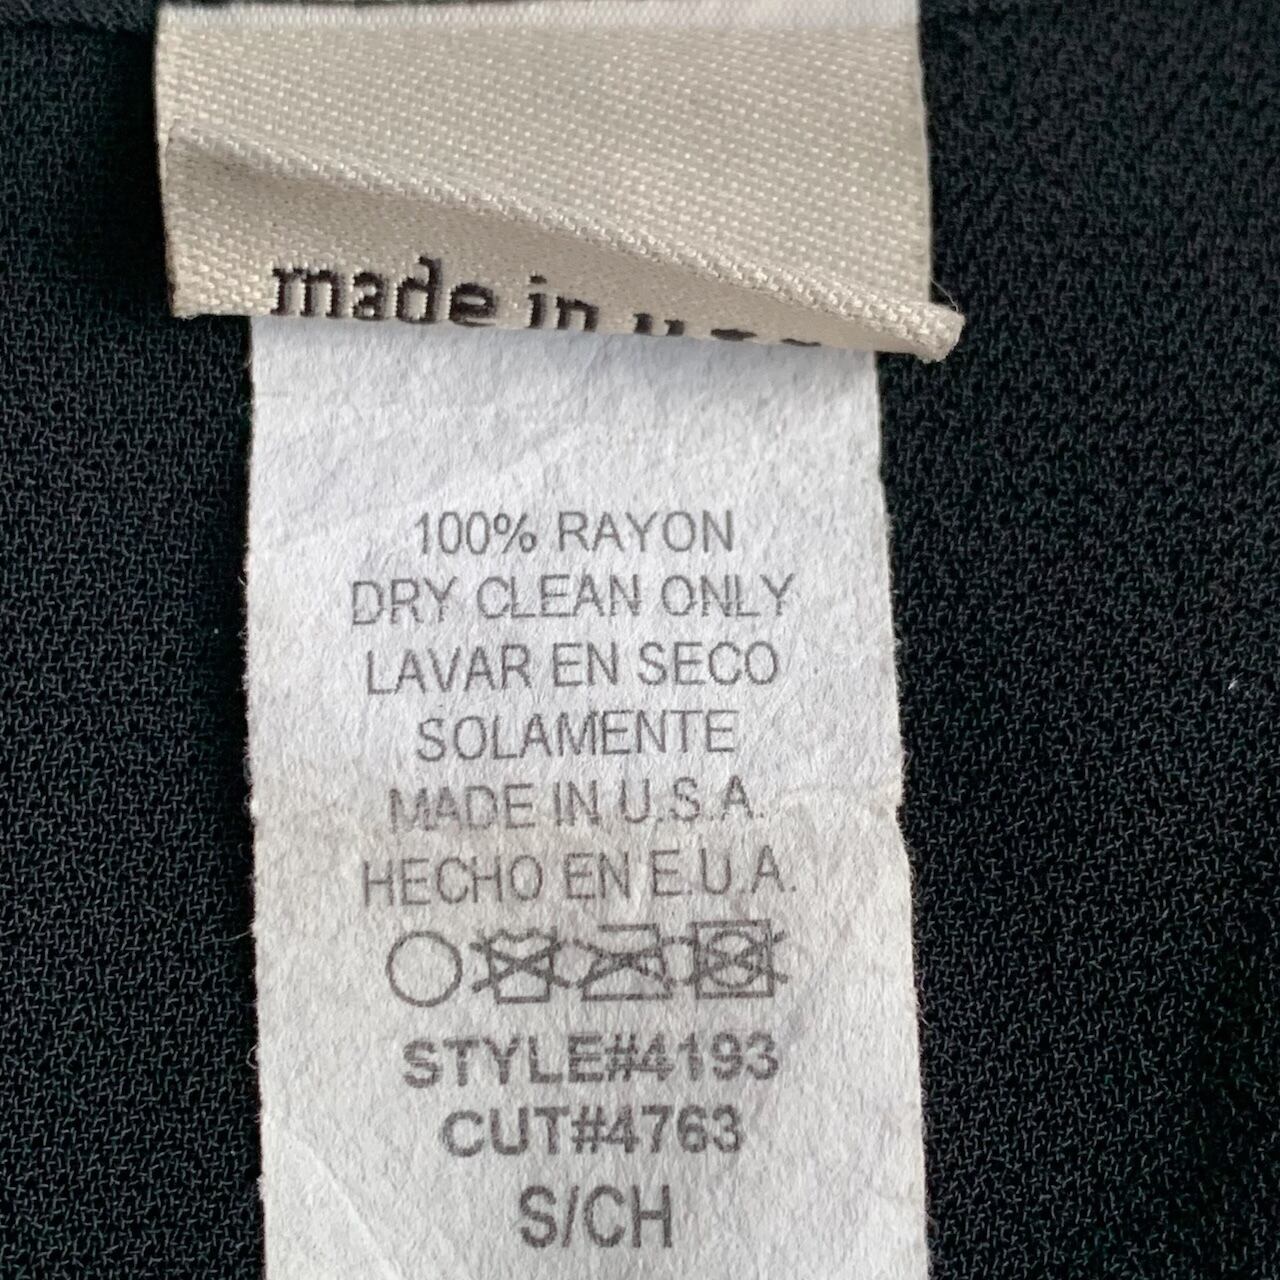 made in u.s.a.
100% RAYON
DRY CLEAN ONLY
LAVAR EN SECO
SOLAMENTE
MADE IN U.S.A.
HECHO EN E.U.A.
STYLE#4193
CUT#4763
S/CH